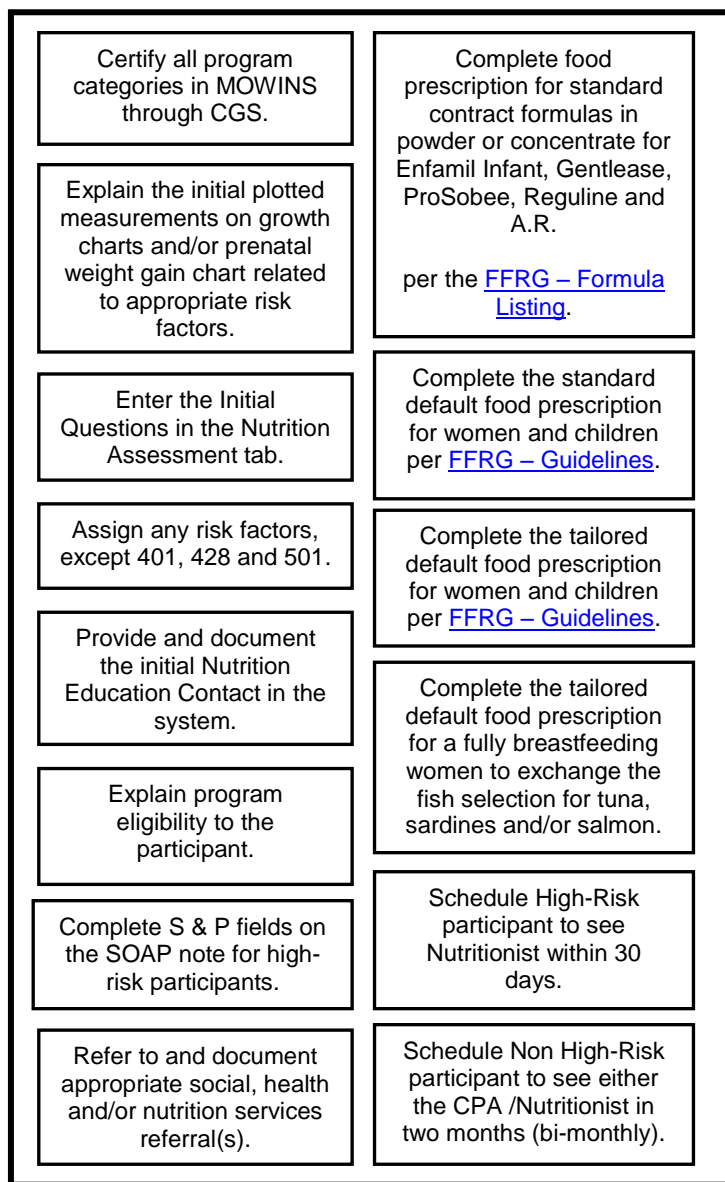 Certify all program
categories in MOWINS
through CGS.
Explain the initial plotted
measurements on growth
charts and/or prenatal
weight gain chart related
to appropriate risk
factors.
Enter the Initial
Questions in the Nutrition
Assessment tab.
Assign any risk factors,
except 401, 428 and 501.
Provide and document
the initial Nutrition
Education Contact in the
system.
Explain program
eligibility to the
participant.
Complete S & P fields on
the SOAP note for high-
risk participants.
Refer to and document
appropriate social, health
and/or nutrition services
referral(s).
Complete food
prescription for standard
contract formulas in
powder or concentrate for
Enfamil Infant, Gentlease,
ProSobee, Reguline and
A.R.
per the FFRG – Formula
Listing.
Complete the standard
default food prescription
for women and children
per FFRG – Guidelines.
Complete the tailored
default food prescription
for women and children
per FFRG – Guidelines.
Complete the tailored
default food prescription
for a fully breastfeeding
women to exchange the
fish selection for tuna,
sardines and/or salmon.
Schedule High-Risk
participant to see
Nutritionist within 30
days.
Schedule Non High-Risk
participant to see either
the CPA /Nutritionist in
two months (bi-monthly).